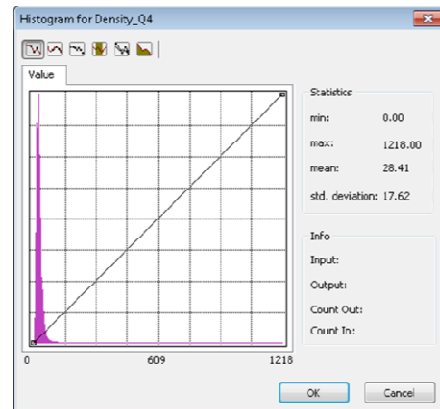 Histogram for Density_Q4
Value
Statistics
min: 0.00
max: 1218.00
mean: 28.41
std. deviation: 17.62
Info
Input:
Output:
Count Out:
Count In:
0 609 1218
OK Cancel